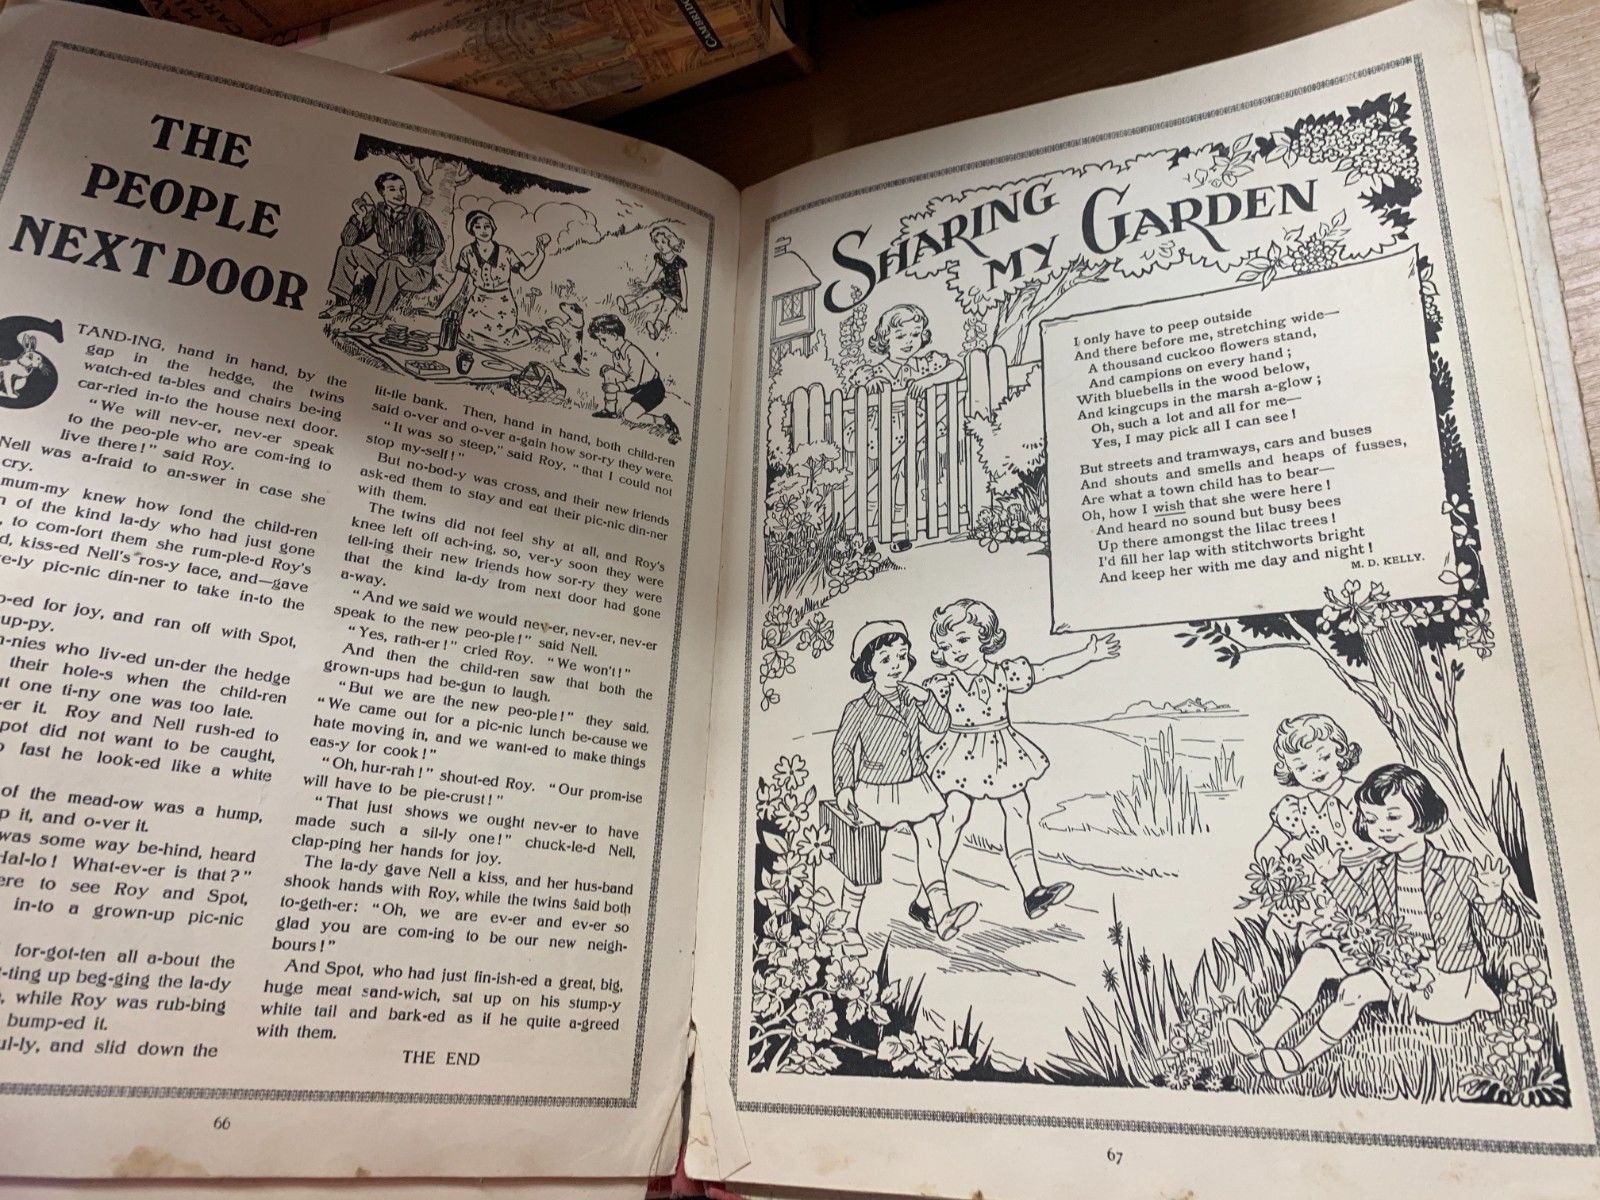 CAMBRIDGE
THE
PEOPLE
NEXT DOOR
STAND-ING, hand in hand, by the
gap in the hedge, the twins
watch-ed ta-bles and chairs be-ing
car-ried in-to the house next door.
“We will nev-er, nev-er speak
to the peo-ple who are com-ing to
live there!” said Roy.
Nell was a-fraid to an-swer in case she
cry.
mum-my knew how fond the child-ren
of the kind la-dy who had just gone
to com-fort them she rum-ple-d Roy's
kiss-ed Nell's ros-y face, and—gave
pic-nic din-ner to take in-to the
for joy, and ran off with Spot,
who liv-ed un-der the hedge
their hole-s when the child-ren
one ti-ny one was too late.
it. Roy and Nell rush-ed to
did not want to be caught,
fast he look-ed like a white
of the mead-ow was a hump,
it, and o-ver it.
was some way be-hind, heard
What-ev-er is that?”
to see Roy and Spot,
in-to a grown-up pic-nic
for-got-ten all a-bout the
up beg-ging the la-dy
while Roy was rub-bing
bump-ed it.
and slid down the
lit-tle bank. Then, hand in hand, both child-ren
said o-ver and o-ver a-gain how sor-ry they were.
“It was so steep,” said Roy, “that I could not
stop my-self!”
But no-bod-y was cross, and their new friends
ask-ed them to stay and eat their pic-nic din-ner
with them.
The twins did not feel shy at all, and Roy's
knee left off ach-ing, so, ver-y soon they were
tell-ing their new friends how sor-ry they were
that the kind la-dy from next door had gone
a-way.
“And we said we would nev-er, nev-er, nev-er
speak to the new peo-ple!” said Nell.
“Yes, rath-er!” cried Roy. “We won't!”
And then the child-ren saw that both the
grown-ups had be-gun to laugh.
“But we are the new peo-ple!” they said.
“We came out for a pic-nic lunch be-cause we
hate moving in, and we want-ed to make things
eas-y for cook!”
“Oh, hur-rah!” shout-ed Roy. “Our prom-ise
will have to be pie-crust!”
“That just shows we ought nev-er to have
made such a sil-ly one!” chuck-le-d Nell,
clap-ping her hands for joy.
The la-dy gave Nell a kiss, and her hus-band
shook hands with Roy, while the twins said both
to-geth-er: “Oh, we are ev-er and ev-er so
glad you are com-ing to be our new neigh-
bours!”
And Spot, who had just fin-ish-ed a great, big,
huge meat sand-wich, sat up on his stump-y
white tail and bark-ed as if he quite a-greed
with them.
THE END
66
SHARING
MY GARDEN
I only have to peep outside
And there before me, stretching wide—
A thousand cuckoo flowers stand,
And campions on every hand;
With bluebells in the wood below,
And kingcups in the marsh a-glow;
Oh, such a lot and all for me—
Yes, I may pick all I can see!
But streets and tramways, cars and buses
And shouts and smells and heaps of fusses,
Are what a town child has to bear—
Oh, how I wish that she were here!
And heard no sound but busy bees
Up there amongst the lilac trees!
I'd fill her lap with stitchworts bright
And keep her with me day and night!
M. D. KELLY.
67